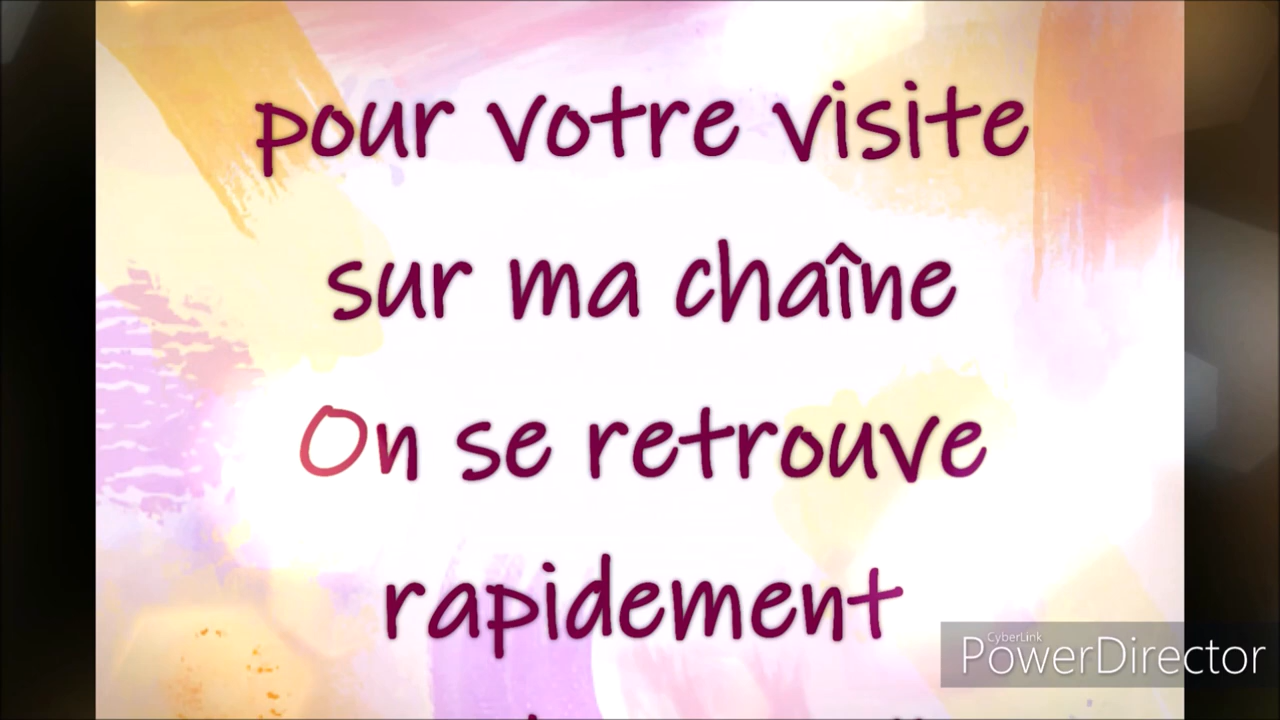 pour votre visite
sur ma chaîne
On se retrouve
rapidement
CyberLink
PowerDirector